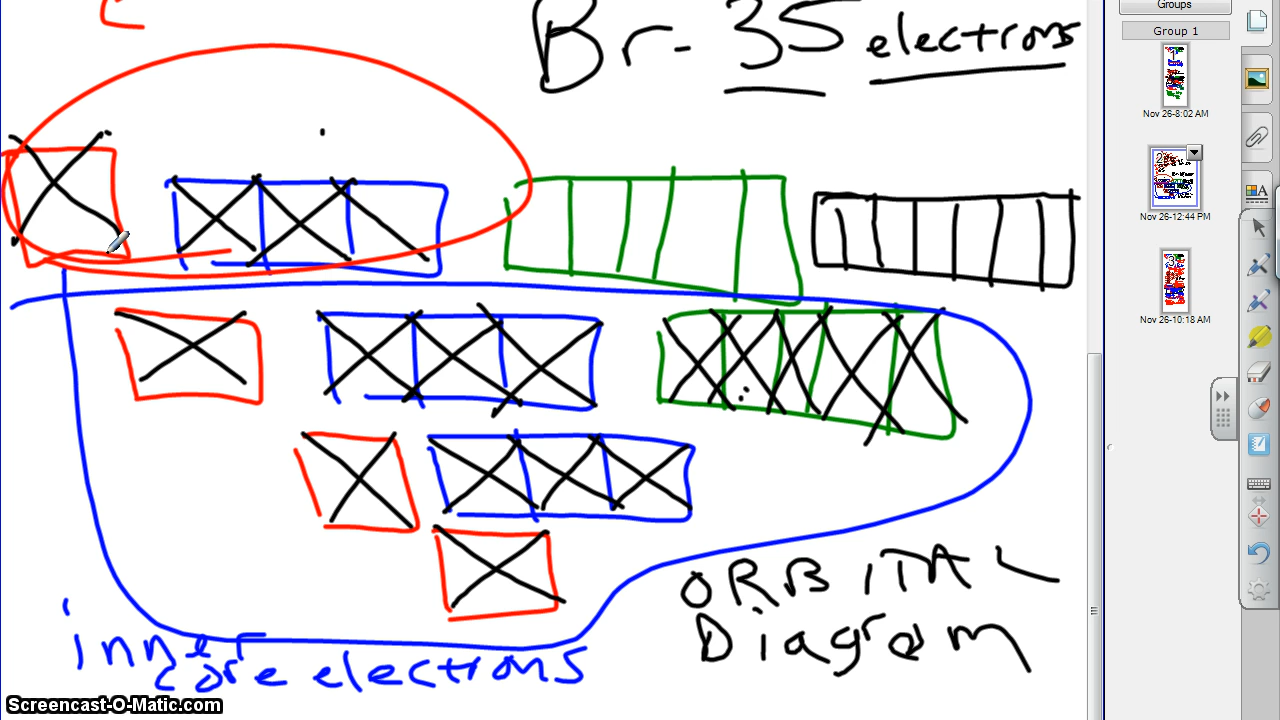 Br- 35 electrons
ORBITAL
Diagram
inner
core electrons
Screencast-O-Matic.com
Groups
Group 1
Nov 26-8:02 AM
Nov 26-12:44 PM
Nov 26-10:18 AM